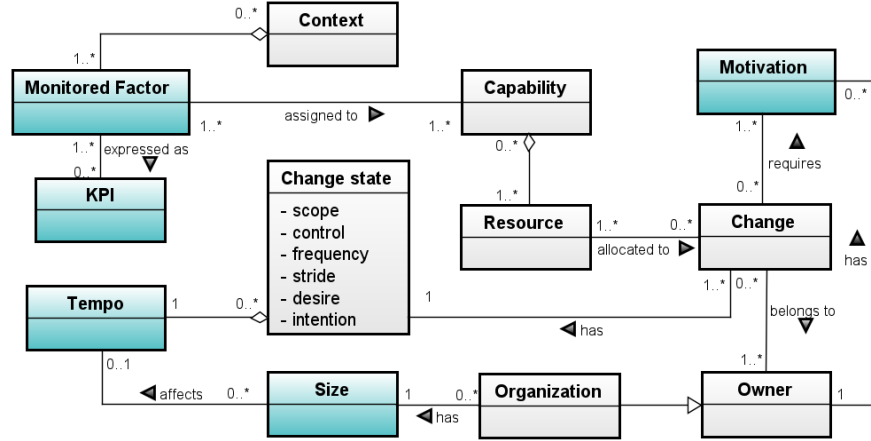 0..*
Context
1..*
Monitored Factor
Capability
Motivation
0..*
assigned to
1..*
1..*
1..*
expressed as
0..*
1..*
0..*
Change state
requires
KPI
- scope
1..*
0..*
- control
Resource
1..*
0..*
Change
- frequency
allocated to
has
- stride
Tempo
1
0..*
- desire
1
1..*
0..*
- intention
belongs to
has
0..1
1..*
affects
0..*
Size
1
0..*
Organization
Owner
1
has